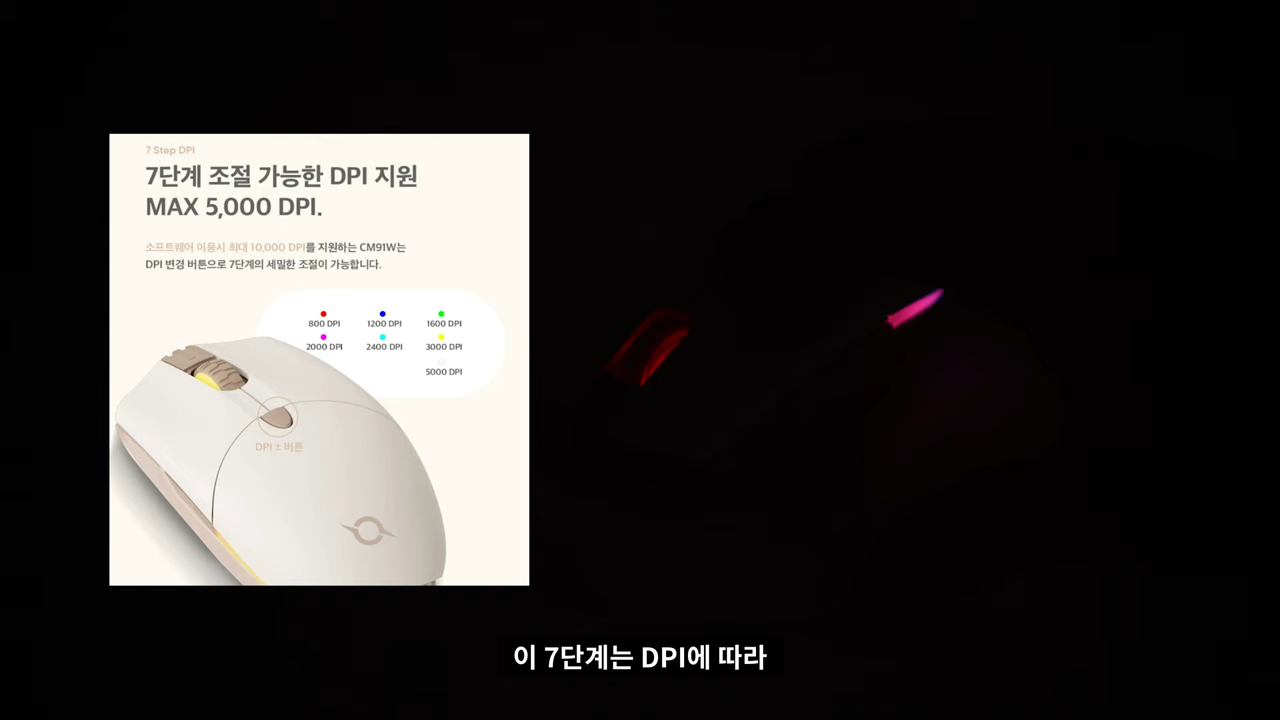 7 Step DPI
7단계 조절 가능한 DPI 지원
MAX 5,000 DPI.
소프트웨어 이용시 최대 10,000 DPI를 지원하는 CM91W는
DPI 변경 버튼으로 7단계의 세밀한 조절이 가능합니다.
800 DPI 1200 DPI 1600 DPI
2000 DPI 2400 DPI 3000 DPI
5000 DPI
DPI ± 버튼
이 7단계는 DPI에 따라